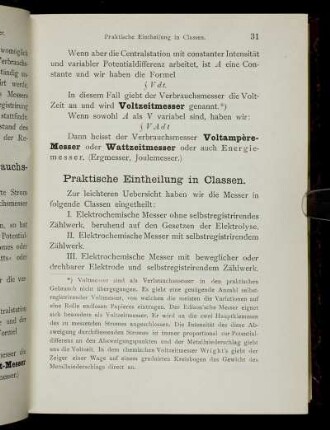 Praktische Eintheilung in Classen. 31
Wenn aber die Centralstation mit constanter Intensität
und variabler Potentialdifferenz arbeitet, ist A eine Con-
stante und wir haben die Formel
∫ V dt.
In diesem Fall giebt der Verbrauchsmesser die Volt-
Zeit an und wird Voltzeitmesser genannt.*)
Wenn sowohl A als V variabel sind, haben wir:
∫ V A d t
Dann heisst der Verbrauchsmesser Voltampère-
Messer oder Wattzeitmesser oder auch Energie-
messer. (Ergmesser, Joulemesser.)
Praktische Eintheilung in Classen.
Zur leichteren Uebersicht haben wir die Messer in
folgende Classen eingetheilt:
I. Elektrochemische Messer ohne selbstregistrirendes
Zählwerk, beruhend auf den Gesetzen der Elektrolyse.
II. Elektrochemische Messer mit selbstregistrirendem
Zählwerk.
III. Elektrochemische Messer mit beweglicher oder
drehbarer Elektrode und selbstregistrirendem Zählwerk.
*) Voltmesser sind als Verbrauchsmesser in den praktischen
Gebrauch nicht übergegangen. Es giebt eine genügende Anzahl selbst-
registrirender Voltmesser, von welchen die meisten die Variationen auf
eine Rolle endlosen Papieres eintragen. Der Edison'sche Messer eignet
sich besonders als Voltzeitmesser. Er wird an die zwei Hauptklemmen
des zu messenden Stromes angeschlossen. Die Intensität des diese Ab-
zweigung durchfliessenden Stromes ist immer proportional zur Potential-
differenz an den Abzweigungspunkten und der Metallniederschlag giebt
uns die Voltzeit. In dem chemischen Voltzeitmesser Wright's giebt der
Zeiger einer Wage auf einem graduirten Kreisbogen das Gewicht des
Metallniederschlags direct an.